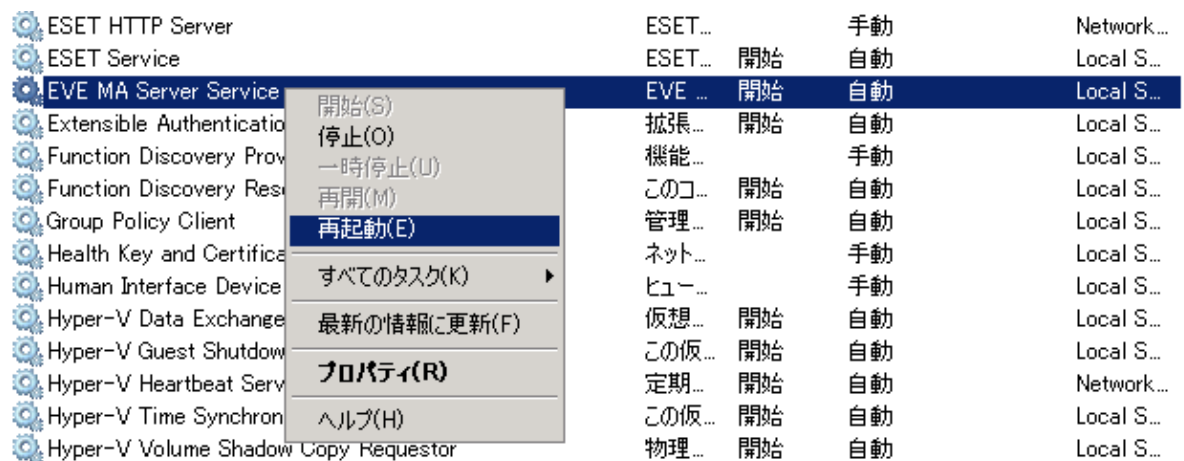 ESET HTTP Server ESET... 手動 Network...
ESET Service ESET... 開始 自動 Local S...
EVE MA Server Service EVE ... 開始 自動 Local S...
Extensible Authenticatio 拡張... 開始 自動 Local S...
Function Discovery Prov 機能... 手動 Local S...
Function Discovery Res このコ... 開始 自動 Local S...
Group Policy Client 管理... 開始 自動 Local S...
Health Key and Certifica ネット... 手動 Local S...
Human Interface Device ヒュー... 手動 Local S...
Hyper-V Data Exchange 仮想... 開始 自動 Local S...
Hyper-V Guest Shutdow この仮... 開始 自動 Local S...
Hyper-V Heartbeat Serv 定期... 開始 自動 Network...
Hyper-V Time Synchron この仮... 開始 自動 Local S...
Hyper-V Volume Shadow Copy Requestor 物理... 開始 自動 Local S...
開始(S)
停止(O)
一時停止(U)
再開(M)
再起動(E)
すべてのタスク(K)
最新の情報に更新(F)
プロパティ(R)
ヘルプ(H)